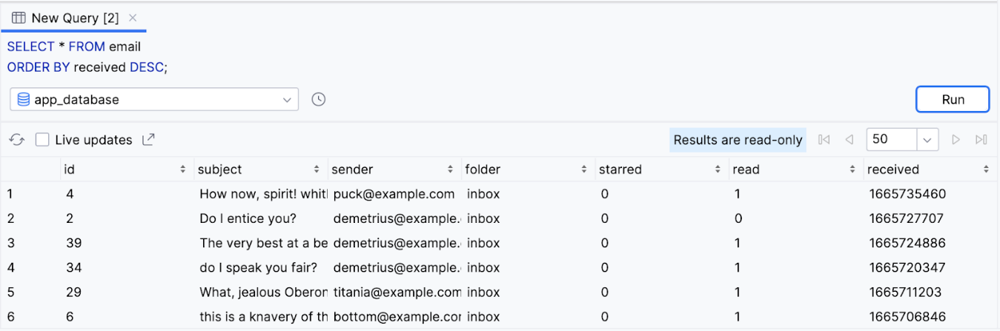 New Query [2]
SELECT * FROM email
ORDER BY received DESC;
app_database
Run
Live updates
Results are read-only
50
id subject sender folder starred read received
1 4 How now, spirit! whitl puck@example.com inbox 0 1 1665735460
2 2 Do I entice you? demetrius@example. inbox 0 0 1665727707
3 39 The very best at a be demetrius@example. inbox 0 1 1665724886
4 34 do I speak you fair? demetrius@example. inbox 0 1 1665720347
5 29 What, jealous Oberon titania@example.com inbox 0 1 1665711203
6 6 this is a knavery of th bottom@example.cor inbox 0 1 1665706846